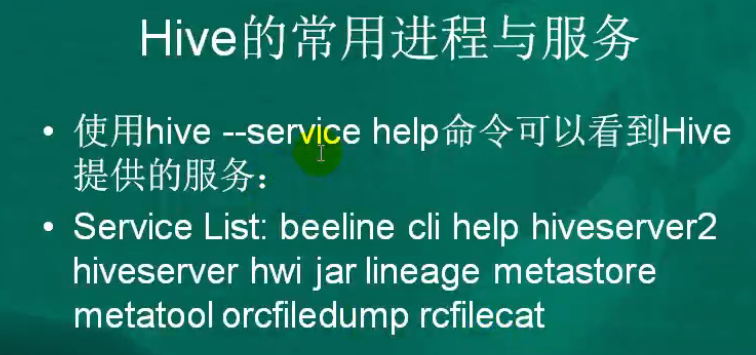 Hive的常用进程与服务
• 使用hive --service help命令可以看到Hive
提供的服务：
• Service List: beeline cli help hiveserver2
hiveserver hwi jar lineage metastore
metatool orcfiledump rcfilecat